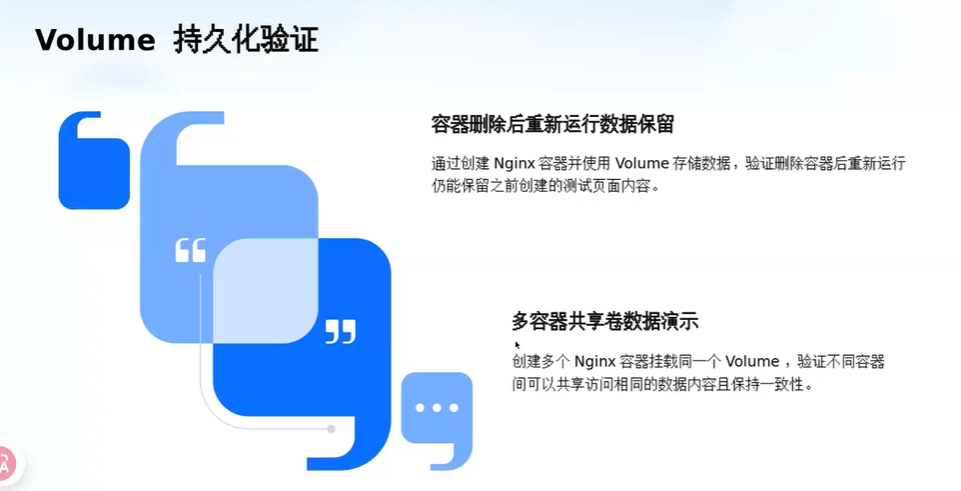 Volume 持久化验证
容器删除后重新运行数据保留
通过创建 Nginx 容器并使用 Volume 存储数据，验证删除容器后重新运行
仍能保留之前创建的测试页面内容。
多容器共享卷数据演示
创建多个 Nginx 容器挂载同一个 Volume ，验证不同容器
间可以共享访问相同的数据内容且保持一致性。